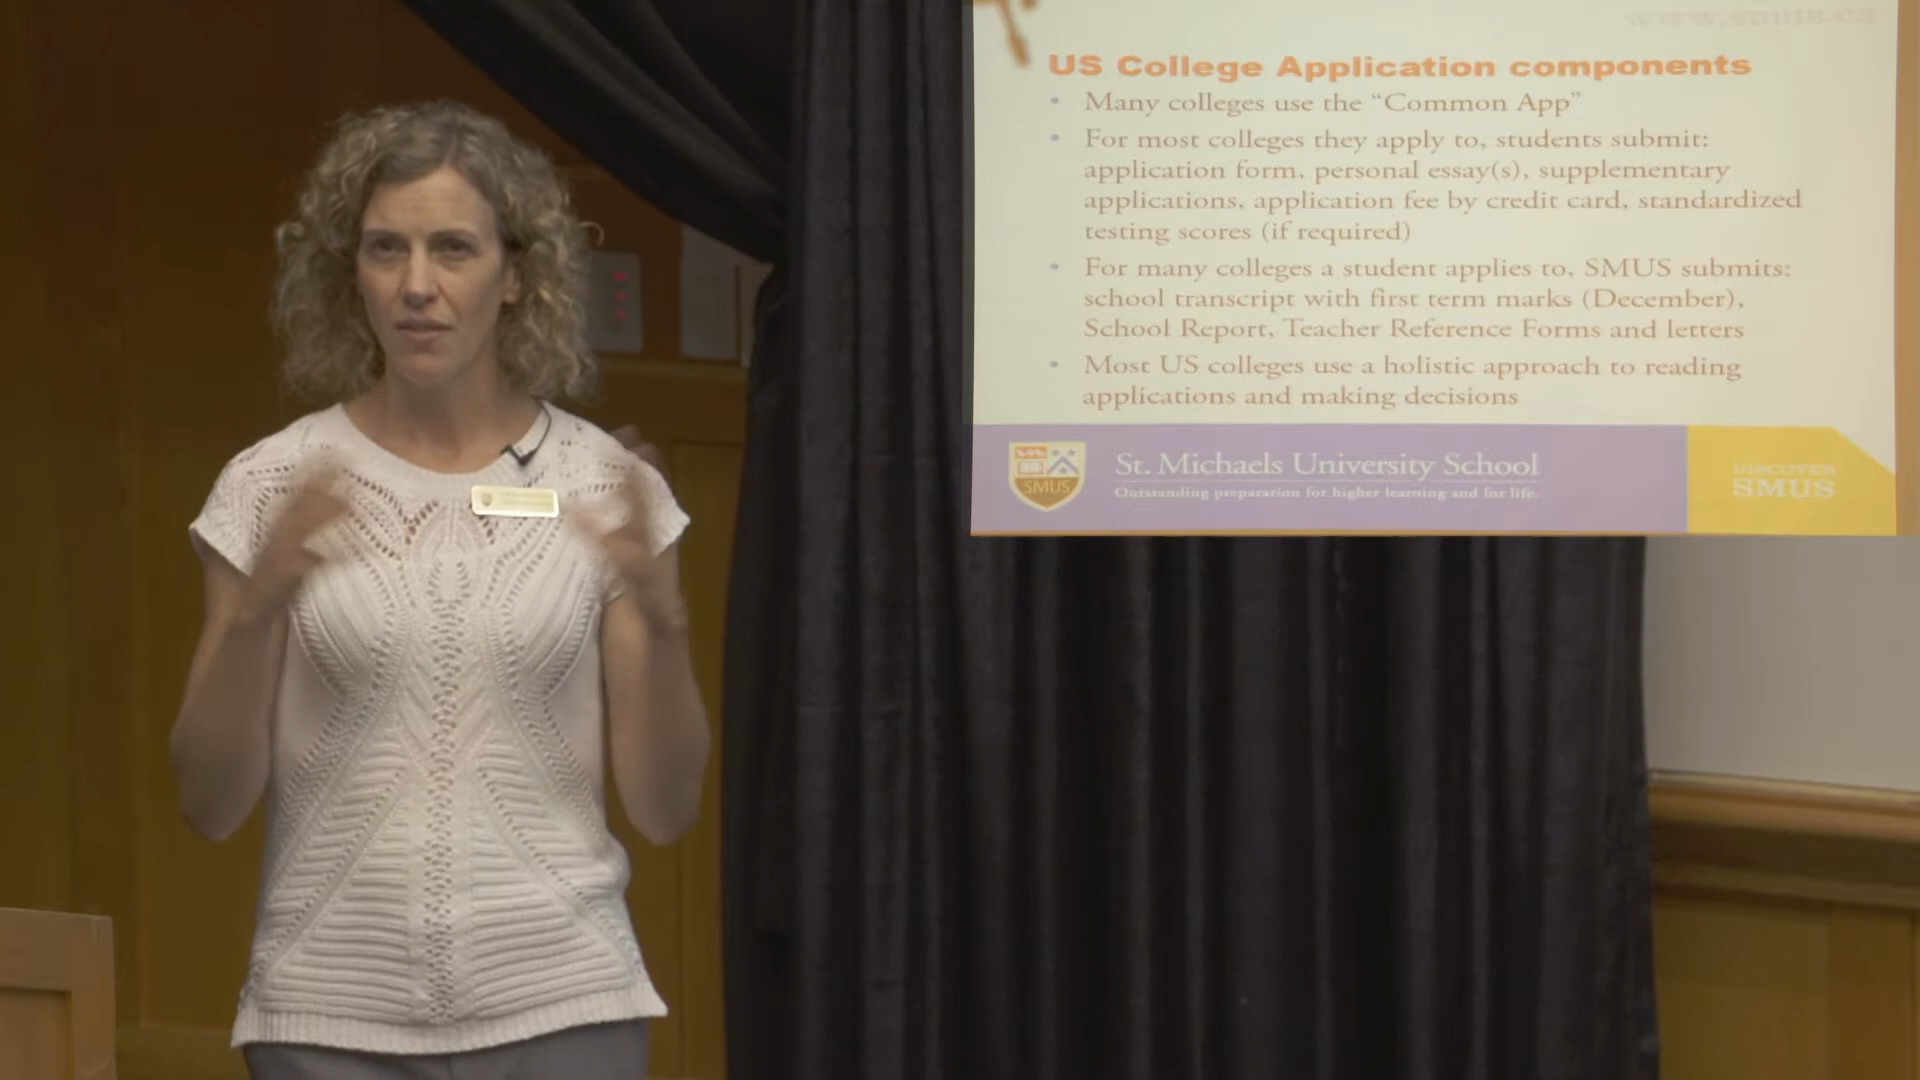 www.smus.ca
US College Application components
• Many colleges use the “Common App”
• For most colleges they apply to, students submit:
application form, personal essay(s), supplementary
applications, application fee by credit card, standardized
testing scores (if required)
• For many colleges a student applies to, SMUS submits:
school transcript with first term marks (December),
School Report, Teacher Reference Forms and letters
• Most US colleges use a holistic approach to reading
applications and making decisions
SMUS
St. Michaels University School
Outstanding preparation for higher learning and for life.
DISCOVER
SMUS